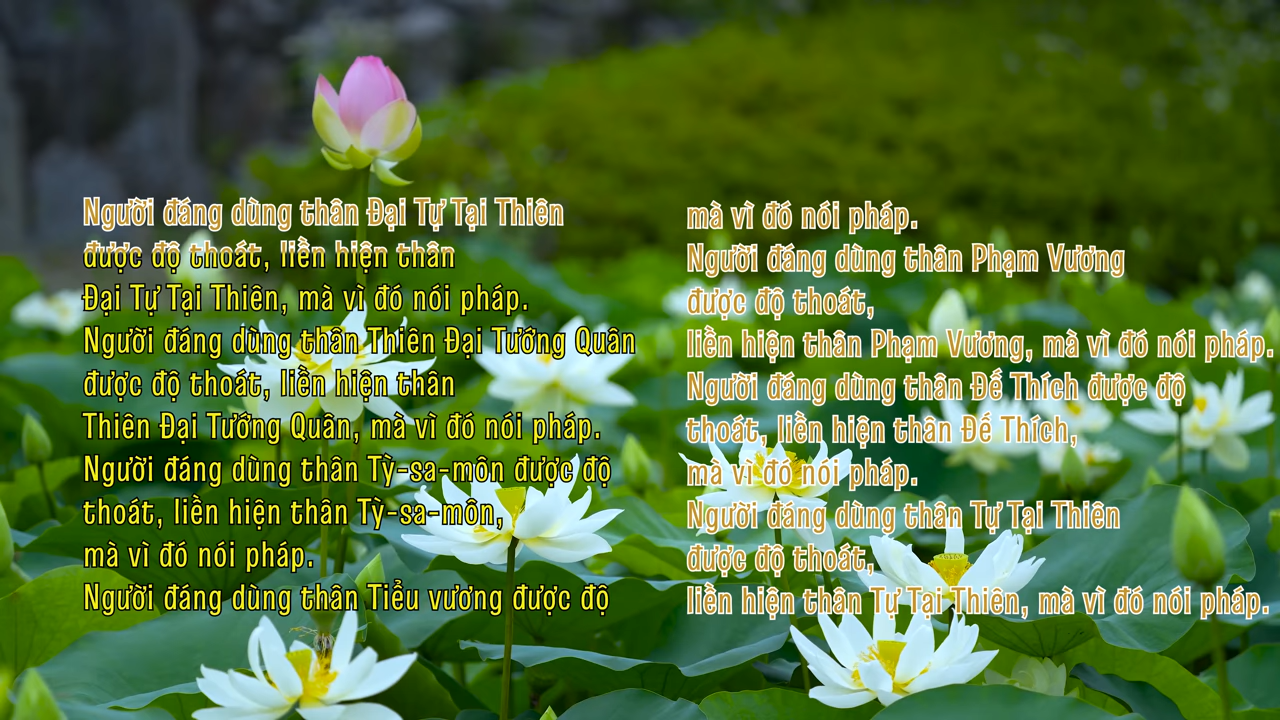 Người đáng dùng thân Đại Tự Tại Thiên
được độ thoát, liền hiện thân
Đại Tự Tại Thiên, mà vì đó nói pháp.
Người đáng dùng thân Thiên Đại Tướng Quân
được độ thoát, liền hiện thân
Thiên Đại Tướng Quân, mà vì đó nói pháp.
Người đáng dùng thân Tỳ-sa-môn được độ
thoát, liền hiện thân Tỳ-sa-môn,
mà vì đó nói pháp.
Người đáng dùng thân Tiểu vương được độ
mà vì đó nói pháp.
Người đáng dùng thân Phạm Vương
được độ thoát,
liền hiện thân Phạm Vương, mà vì đó nói pháp.
Người đáng dùng thân Đế Thích được độ
thoát, liền hiện thân Đế Thích,
mà vì đó nói pháp.
Người đáng dùng thân Tự Tại Thiên
được độ thoát,
liền hiện thân Tự Tại Thiên, mà vì đó nói pháp.